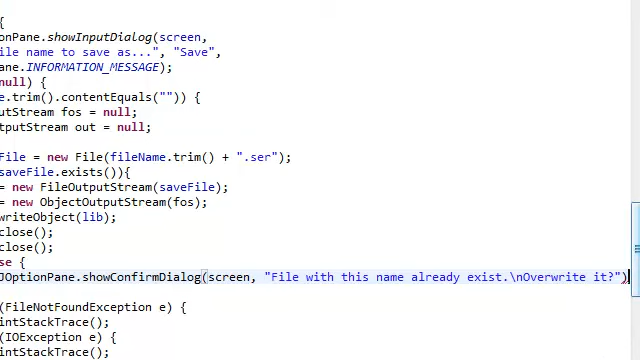 {
onPane.showInputDialog(screen,
ile name to save as...", "Save",
ane.INFORMATION_MESSAGE);
null) {
e.trim().contentEquals("")) {
utStream fos = null;
tputStream out = null;
File = new File(fileName.trim() + ".ser");
saveFile.exists()){
= new FileOutputStream(saveFile);
= new ObjectOutputStream(fos);
writeObject(lib);
close();
close();
se {
JOptionPane.showConfirmDialog(screen, "File with this name already exist.\nOverwrite it?")
(FileNotFoundException e) {
intStackTrace();
(IOException e) {
intStackTrace();